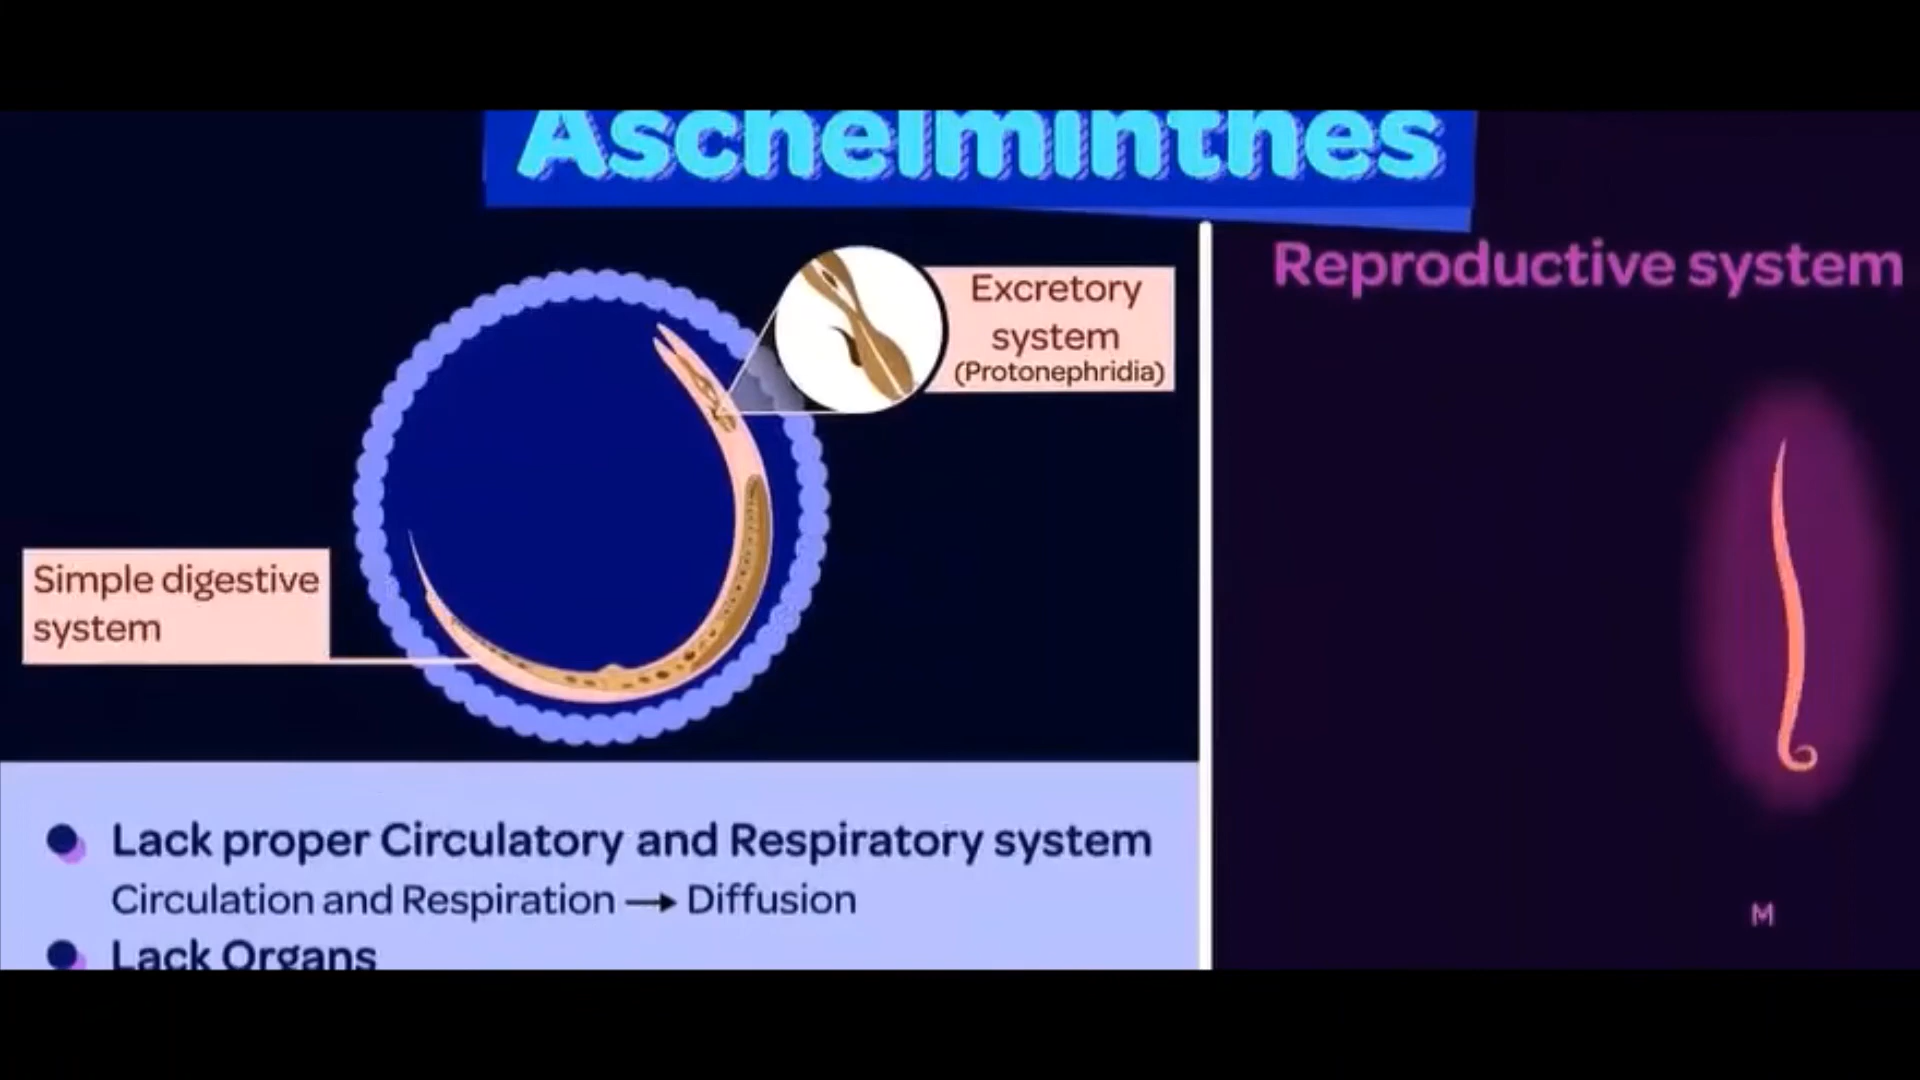 Aschelminthes
Excretory
system
(Protonephridia)
Simple digestive
system
Lack proper Circulatory and Respiratory system
Circulation and Respiration → Diffusion
Lack Organs
Reproductive system
M